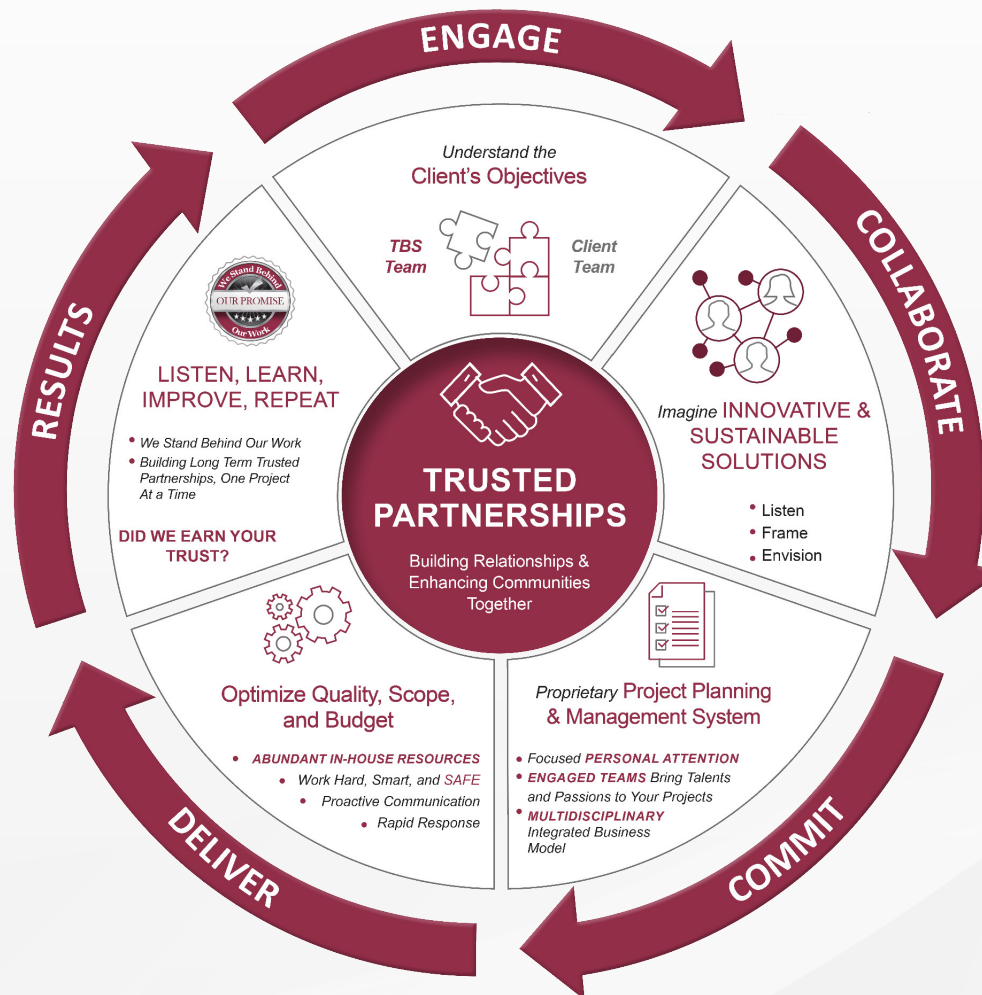 ENGAGE
Understand the
Client's Objectives
TBS
Team
Client
Team
COLLABORATE
Imagine INNOVATIVE &
SUSTAINABLE
SOLUTIONS
• Listen
• Frame
• Envision
COMMIT
Proprietary Project Planning
& Management System
• Focused PERSONAL ATTENTION
• ENGAGED TEAMS Bring Talents
and Passions to Your Projects
• MULTIDISCIPLINARY
Integrated Business
Model
DELIVER
Optimize Quality, Scope,
and Budget
• ABUNDANT IN-HOUSE RESOURCES
• Work Hard, Smart, and SAFE
• Proactive Communication
• Rapid Response
RESULTS
We Stand Behind
OUR PROMISE
Our Work
LISTEN, LEARN,
IMPROVE, REPEAT
• We Stand Behind Our Work
• Building Long Term Trusted
Partnerships, One Project
At a Time
DID WE EARN YOUR
TRUST?
TRUSTED
PARTNERSHIPS
Building Relationships &
Enhancing Communities
Together